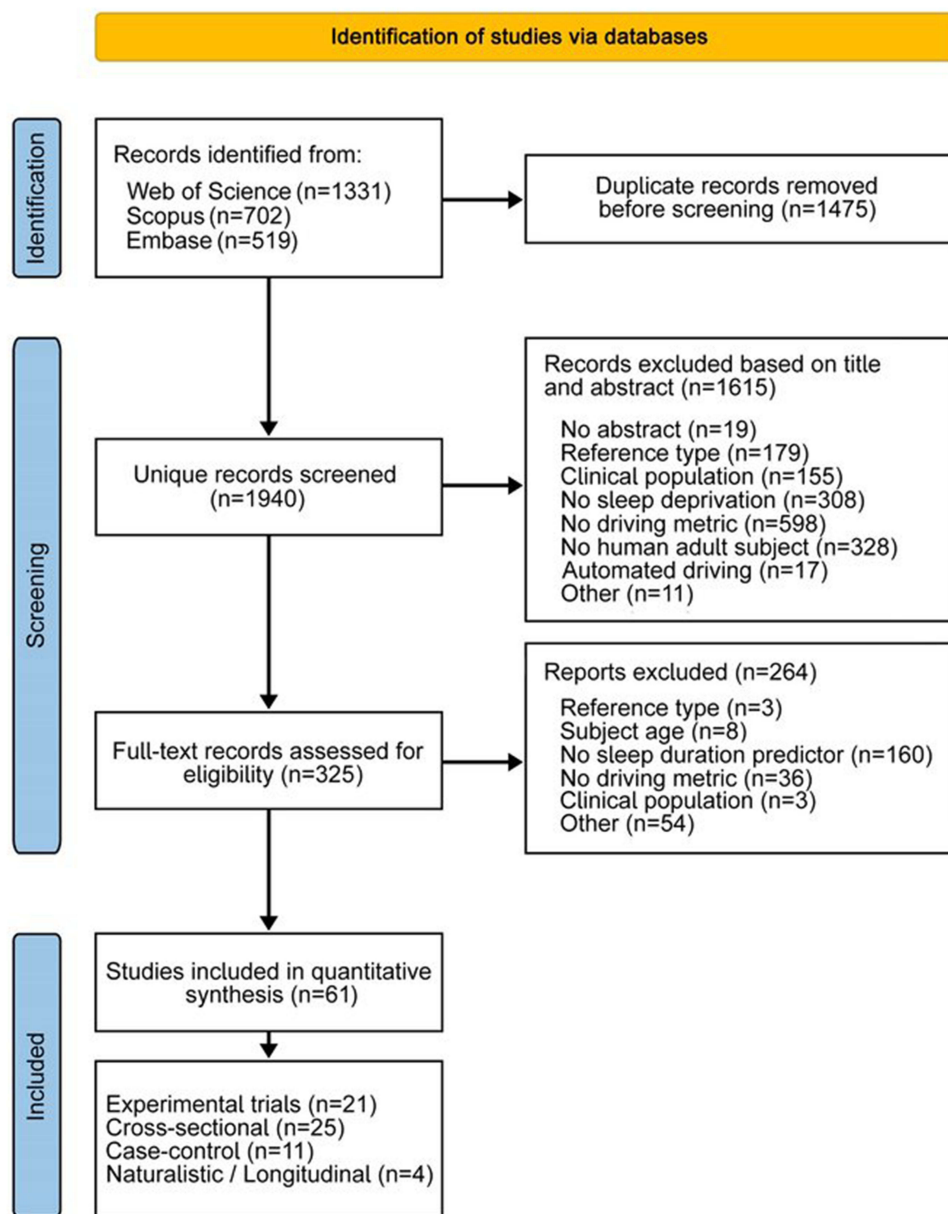 Identification of studies via databases
Identification
Records identified from:
Web of Science (n=1331)
Scopus (n=702)
Embase (n=519)
Duplicate records removed
before screening (n=1475)
Screening
Unique records screened
(n=1940)
Records excluded based on title
and abstract (n=1615)
No abstract (n=19)
Reference type (n=179)
Clinical population (n=155)
No sleep deprivation (n=308)
No driving metric (n=598)
No human adult subject (n=328)
Automated driving (n=17)
Other (n=11)
Full-text records assessed for
eligibility (n=325)
Reports excluded (n=264)
Reference type (n=3)
Subject age (n=8)
No sleep duration predictor (n=160)
No driving metric (n=36)
Clinical population (n=3)
Other (n=54)
Included
Studies included in quantitative
synthesis (n=61)
Experimental trials (n=21)
Cross-sectional (n=25)
Case-control (n=11)
Naturalistic / Longitudinal (n=4)